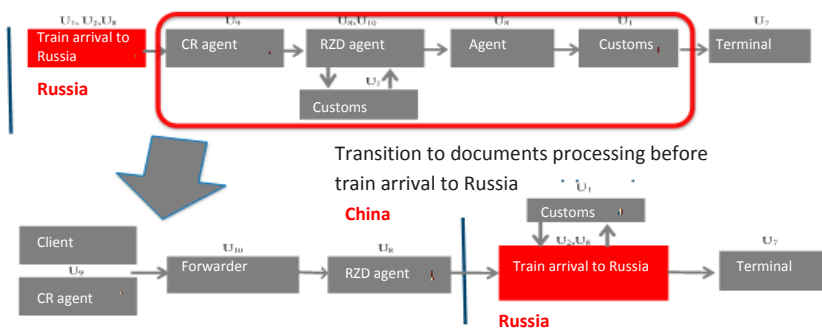 U₁, U₂,U₈
U₉
U₈,U₁₀
U₈
U₁
U₇
Train arrival to
Russia
CR agent
RZD agent
Agent
Customs
Terminal
Russia
U₁
Customs
Transition to documents processing before
train arrival to Russia
U₁
China
Customs
Client
U₁₀
U₈
U₂,U₈
U₇
U₉
Forwarder
RZD agent
Train arrival to Russia
Terminal
CR agent
Russia